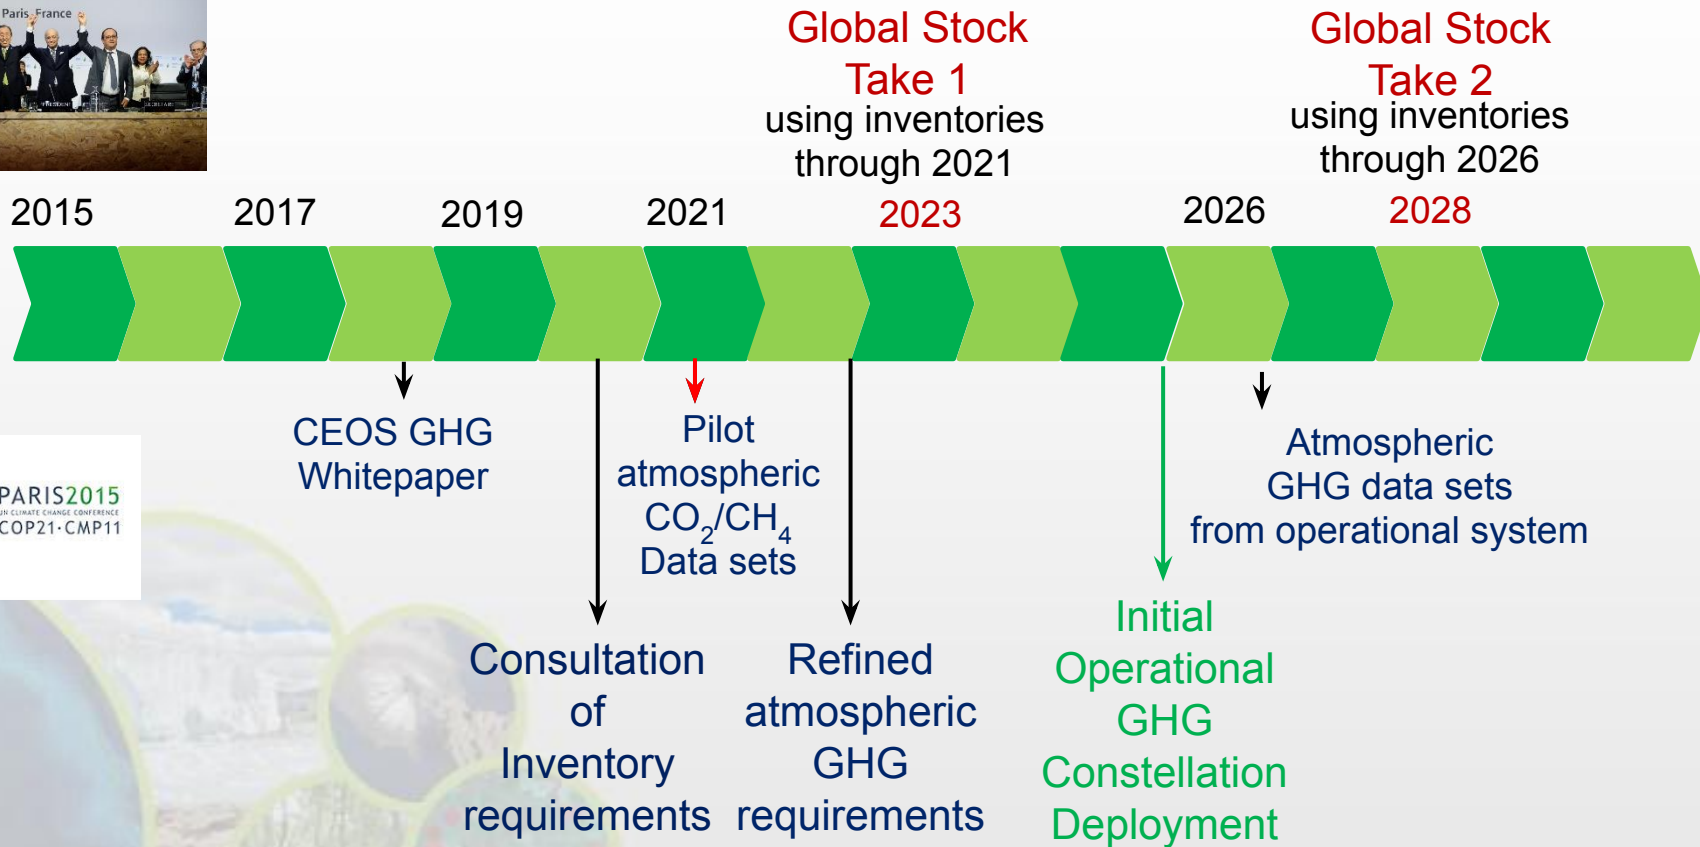 Paris, France
PRESIDENT
Global Stock
Take 1
using inventories
through 2021
Global Stock
Take 2
using inventories
through 2026
2015
2017
2019
2021
2023
2026
2028
CEOS GHG
Whitepaper
Pilot
atmospheric
CO₂/CH₄
Data sets
Atmospheric
GHG data sets
from operational system
PARIS2015
UN CLIMATE CHANGE CONFERENCE
COP21·CMP11
Consultation
of
Inventory
requirements
Refined
atmospheric
GHG
requirements
Initial
Operational
GHG
Constellation
Deployment